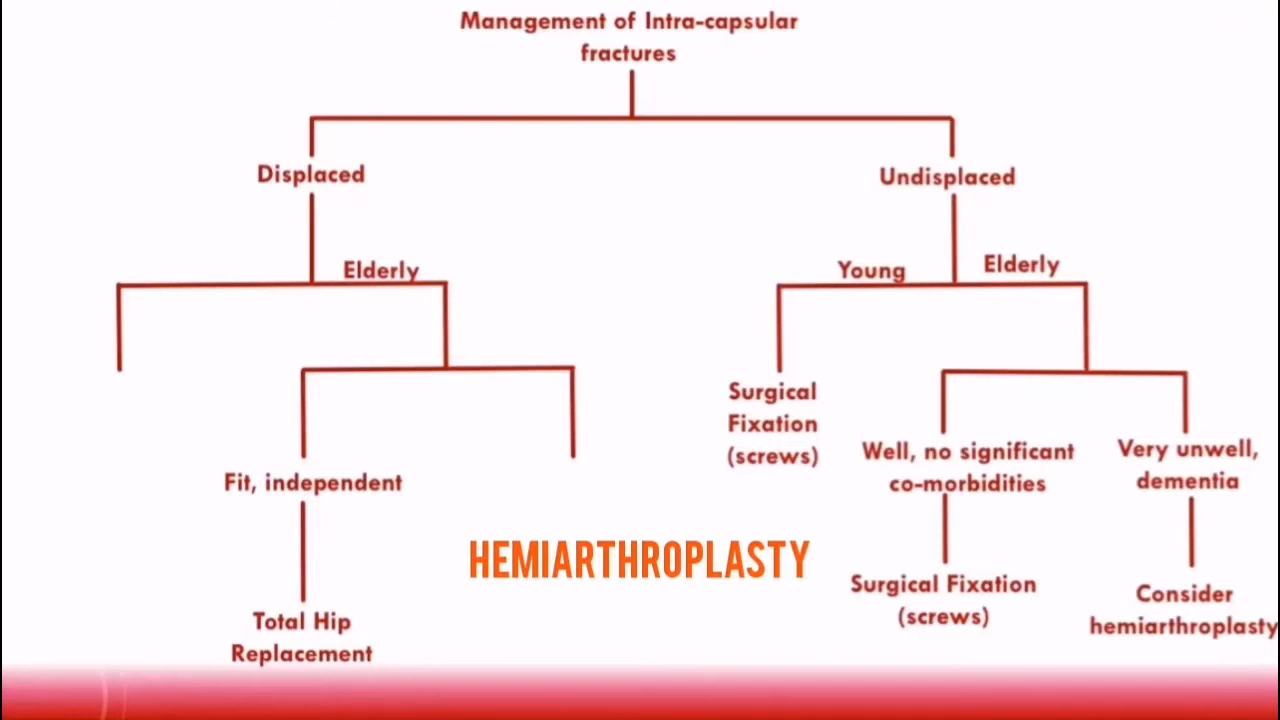 Management of Intra-capsular
fractures
Displaced
Undisplaced
Elderly
Young
Elderly
Surgical
Fixation
(screws)
Well, no significant
co-morbidities
Very unwell,
dementia
Fit, independent
HEMIARTHROPLASTY
Surgical Fixation
(screws)
Consider
hemiarthroplasty
Total Hip
Replacement